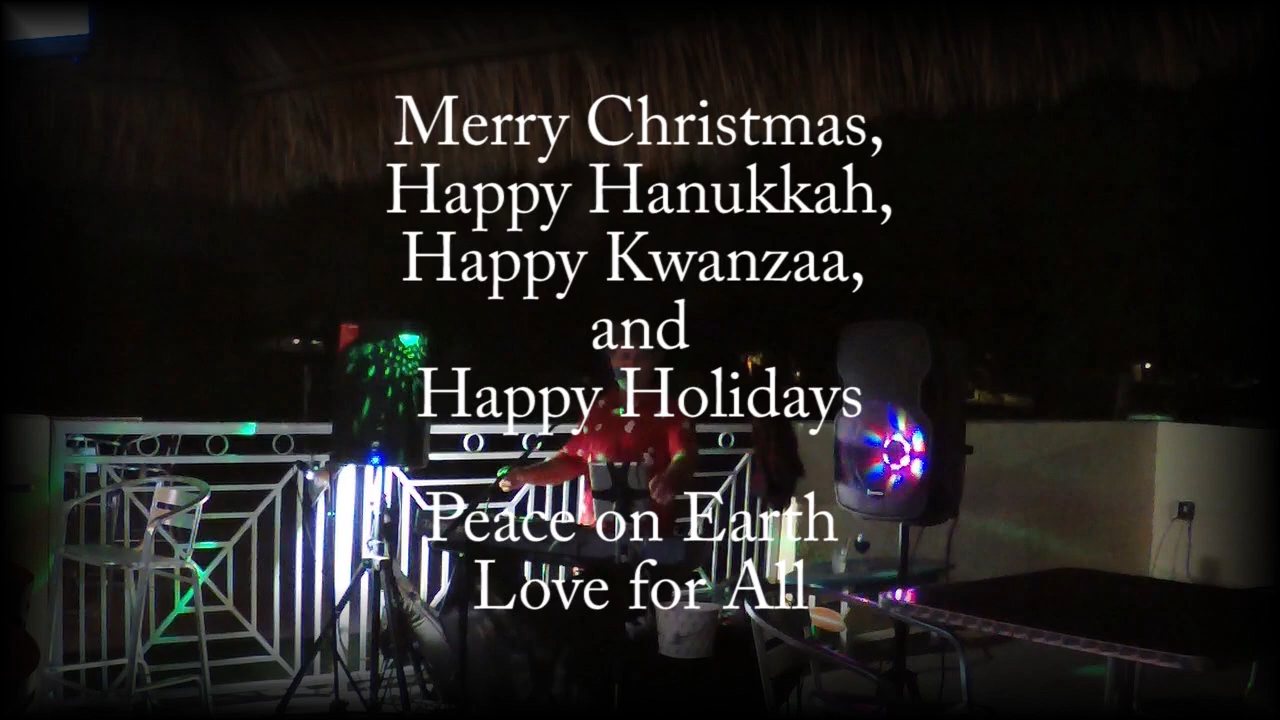 Merry Christmas,
Happy Hanukkah,
Happy Kwanzaa,
and
Happy Holidays
Peace on Earth
Love for All